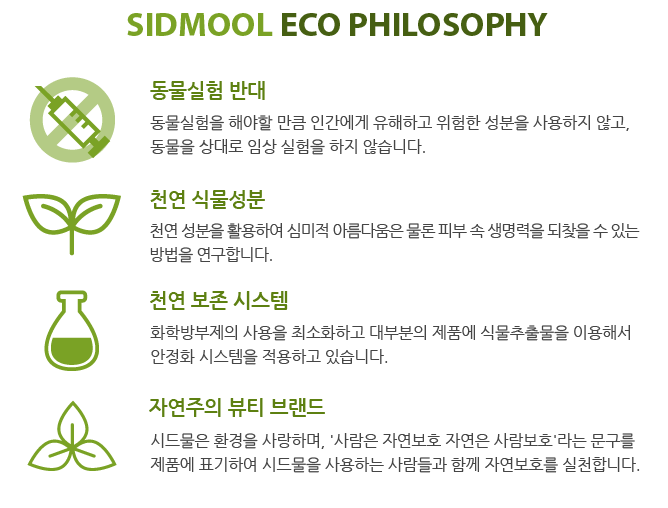 SIDMOOL ECO PHILOSOPHY
동물실험 반대
동물실험을 해야할 만큼 인간에게 유해하고 위험한 성분을 사용하지 않고,
동물을 상대로 임상 실험을 하지 않습니다.
천연 식물성분
천연 성분을 활용하여 심미적 아름다움은 물론 피부 속 생명력을 되찾을 수 있는
방법을 연구합니다.
천연 보존 시스템
화학방부제의 사용을 최소화하고 대부분의 제품에 식물추출물을 이용해서
안정화 시스템을 적용하고 있습니다.
자연주의 뷰티 브랜드
시드물은 환경을 사랑하며, '사람은 자연보호 자연은 사람보호'라는 문구를
제품에 표기하여 시드물을 사용하는 사람들과 함께 자연보호를 실천합니다.